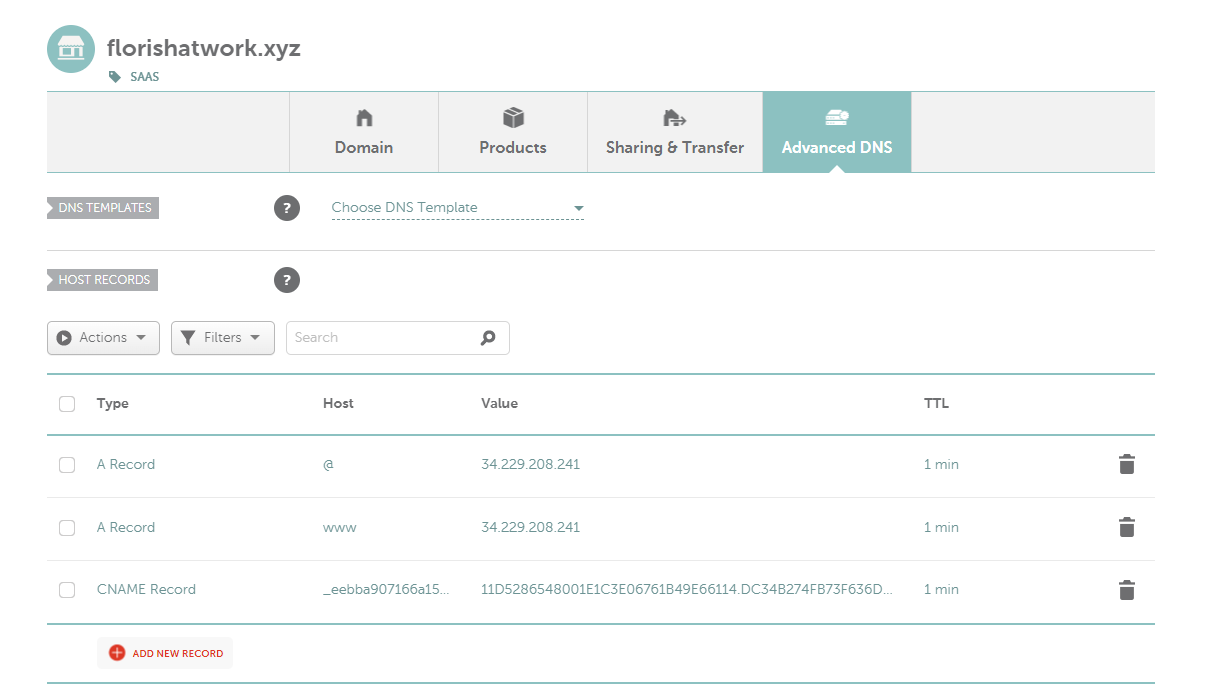 florishatwork.xyz
SAAS
Domain Products Sharing & Transfer Advanced DNS
DNS TEMPLATES ? Choose DNS Template
HOST RECORDS ?
Actions Filters Search
Type Host Value TTL
A Record @ 34.229.208.241 1 min
A Record www 34.229.208.241 1 min
CNAME Record _eebba907166a15... 11D5286548001E1C3E06761B49E66114.DC34B274FB73F636D... 1 min
ADD NEW RECORD